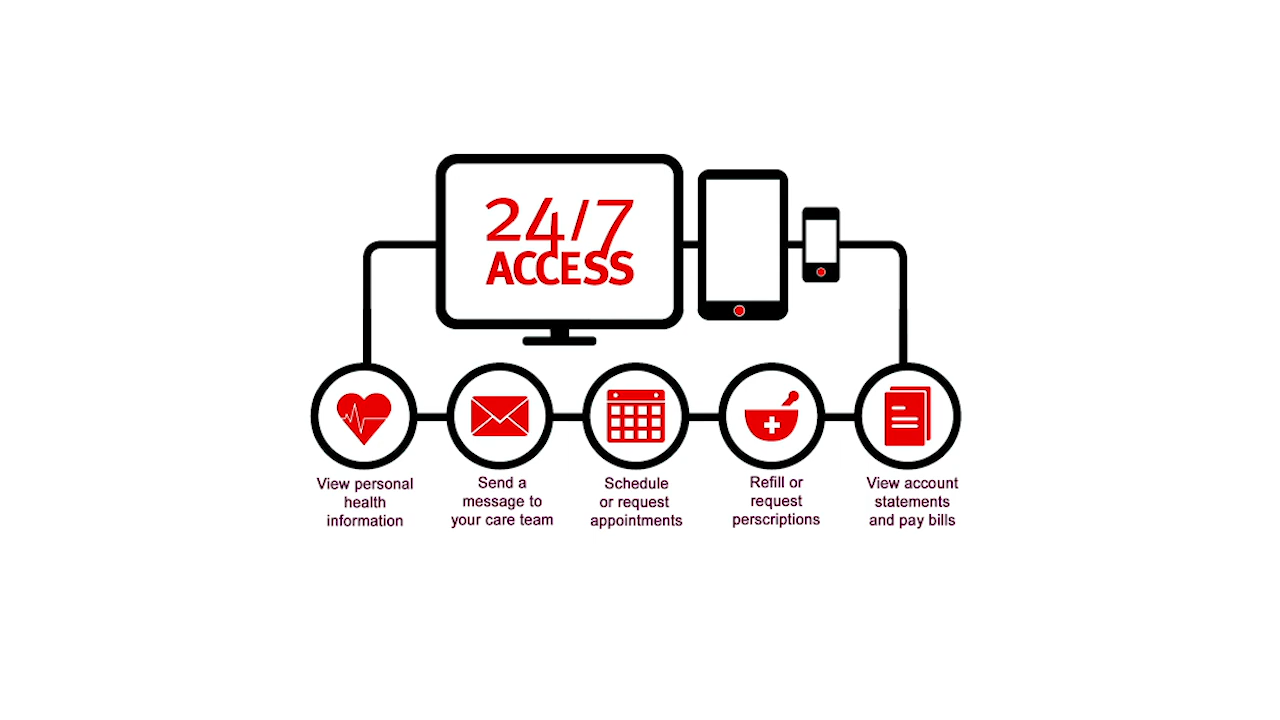 24/7
ACCESS
View personal
health
information
Send a
message to
your care team
Schedule
or request
appointments
Refill or
request
perscriptions
View account
statements
and pay bills